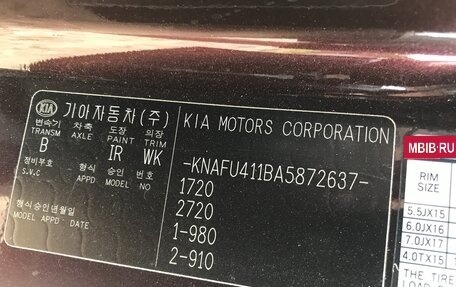 KIA 기아자동차(주)
KIA MOTORS CORPORATION
변속기 차축 도장 의장
TRANSM AXLE PAINT TRIM
B IR WK
정비부호 형식 승인 번호
S.V.C APPD MODEL NO
형식승인년월일
MODEL APPD · DATE
-KNAFU411BA5872637-
1720
2720
1-980
2-910
MBIB.RU
RIM
SIZE
5.5JX15
6.0JX16
7.0JX17
4.0TX15
THE TIRE